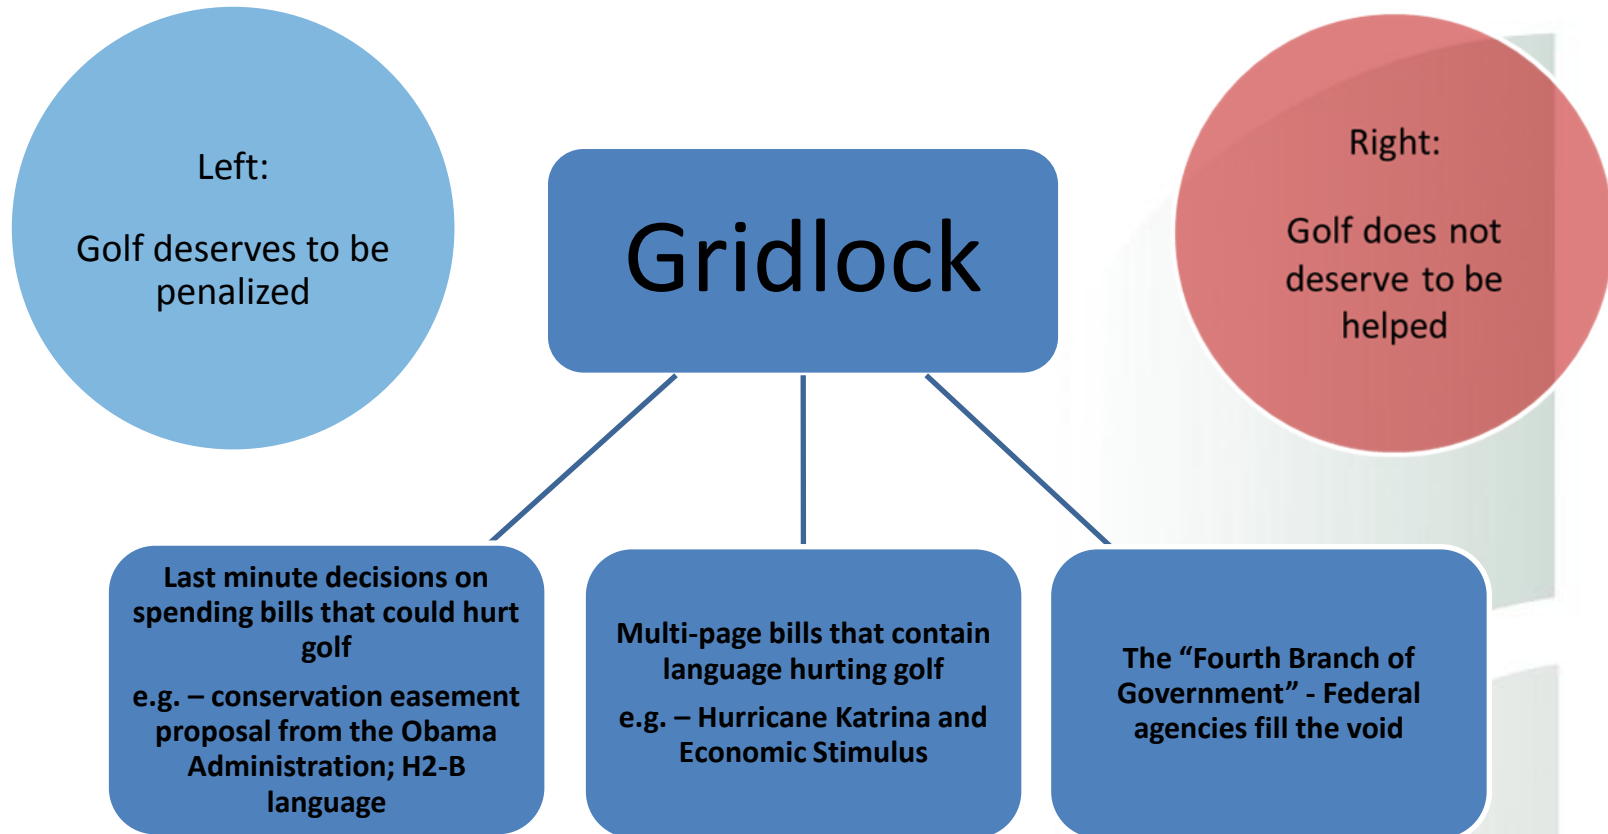 Left:
Golf deserves to be
penalized
Gridlock
Right:
Golf does not
deserve to be
helped
Last minute decisions on
spending bills that could hurt
golf
e.g. – conservation easement
proposal from the Obama
Administration; H2-B
language
Multi-page bills that contain
language hurting golf
e.g. – Hurricane Katrina and
Economic Stimulus
The “Fourth Branch of
Government” - Federal
agencies fill the void